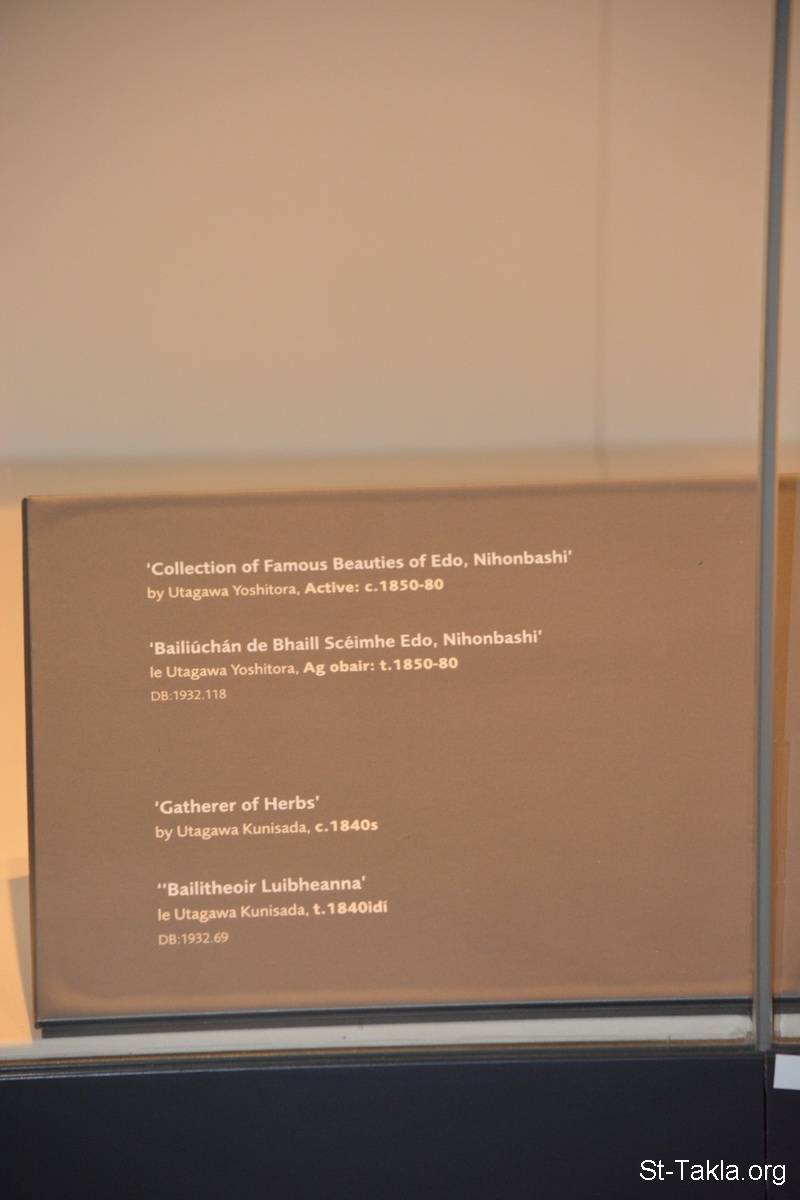 'Collection of Famous Beauties of Edo, Nihonbashi'
by Utagawa Yoshitora, Active: c.1850-80
'Bailiúchán de Bhaill Scéimhe Edo, Nihonbashi'
le Utagawa Yoshitora, Ag obair: t.1850-80
DB:1932.118
'Gatherer of Herbs'
by Utagawa Kunisada, c.1840s
''Bailitheoir Luibheanna'
le Utagawa Kunisada, t.1840idí
DB:1932.69
St-Takla.org